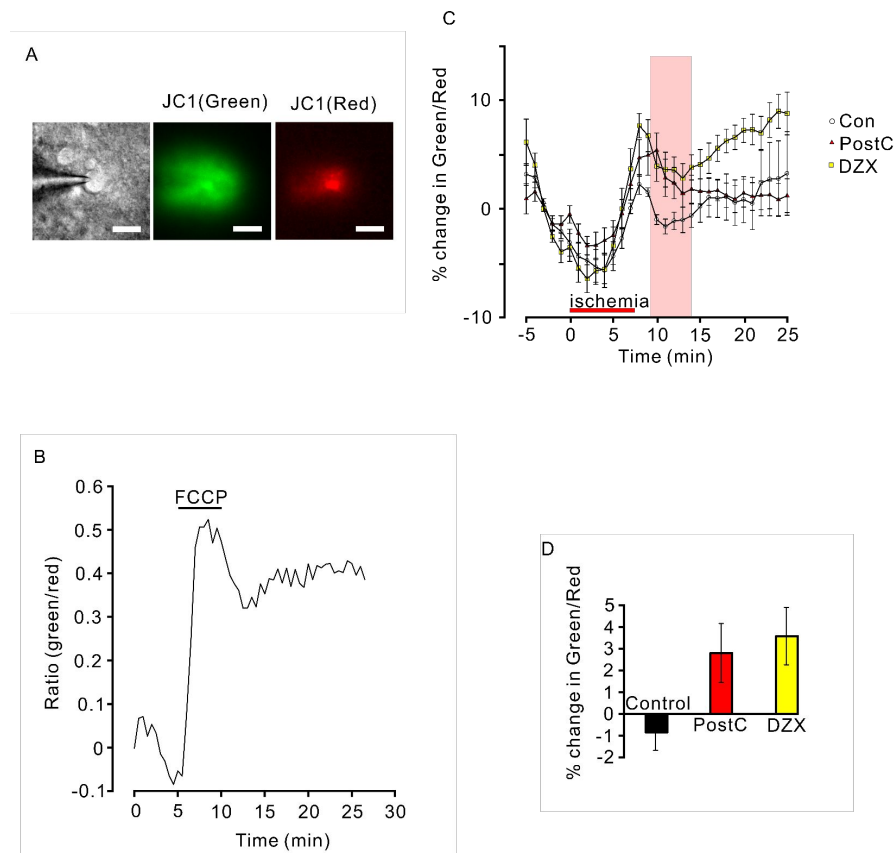 A
JC1(Green) JC1(Red)
C
% change in Green/Red
10
0
-10
ischemia
-5 0 5 10 15 20 25
Time (min)
Con
PostC
DZX
B
FCCP
Ratio (green/red)
0.6
0.5
0.4
0.3
0.2
0.1
0
-0.1
0 5 10 15 20 25 30
Time (min)
D
% change in Green/Red
5
4
3
2
1
0
-1
-2
Control
PostC
DZX